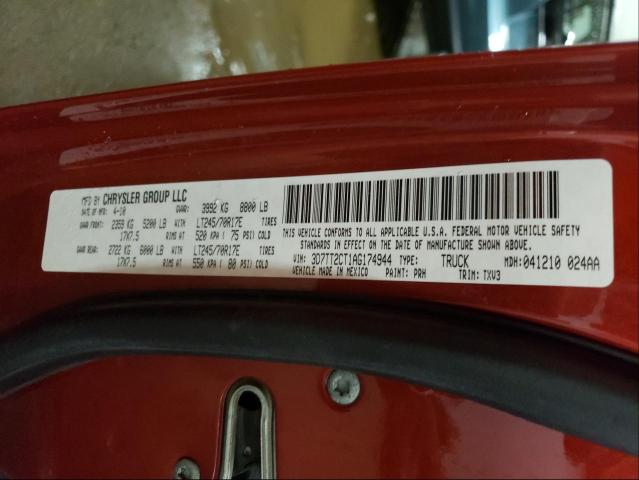 MFD BY CHRYSLER GROUP LLC
DATE OF MFR: 4-10 GVWR: 3992 KG 8800 LB
GAWR FRONT: 2359 KG 5200 LB WITH LT245/70R17E TIRES
17X7.5 RIMS AT 520 KPA ( 75 PSI) COLD
GAWR REAR: 2722 KG 6000 LB WITH LT245/70R17E TIRES
17X7.5 RIMS AT 550 KPA ( 80 PSI) COLD
THIS VEHICLE CONFORMS TO ALL APPLICABLE U.S.A. FEDERAL MOTOR VEHICLE SAFETY
STANDARDS IN EFFECT ON THE DATE OF MANUFACTURE SHOWN ABOVE.
VIN: 3D7TT2CT1AG174944 TYPE: TRUCK MDH: 041210 024AA
VEHICLE MADE IN MEXICO PAINT: PRH TRIM: TXV3